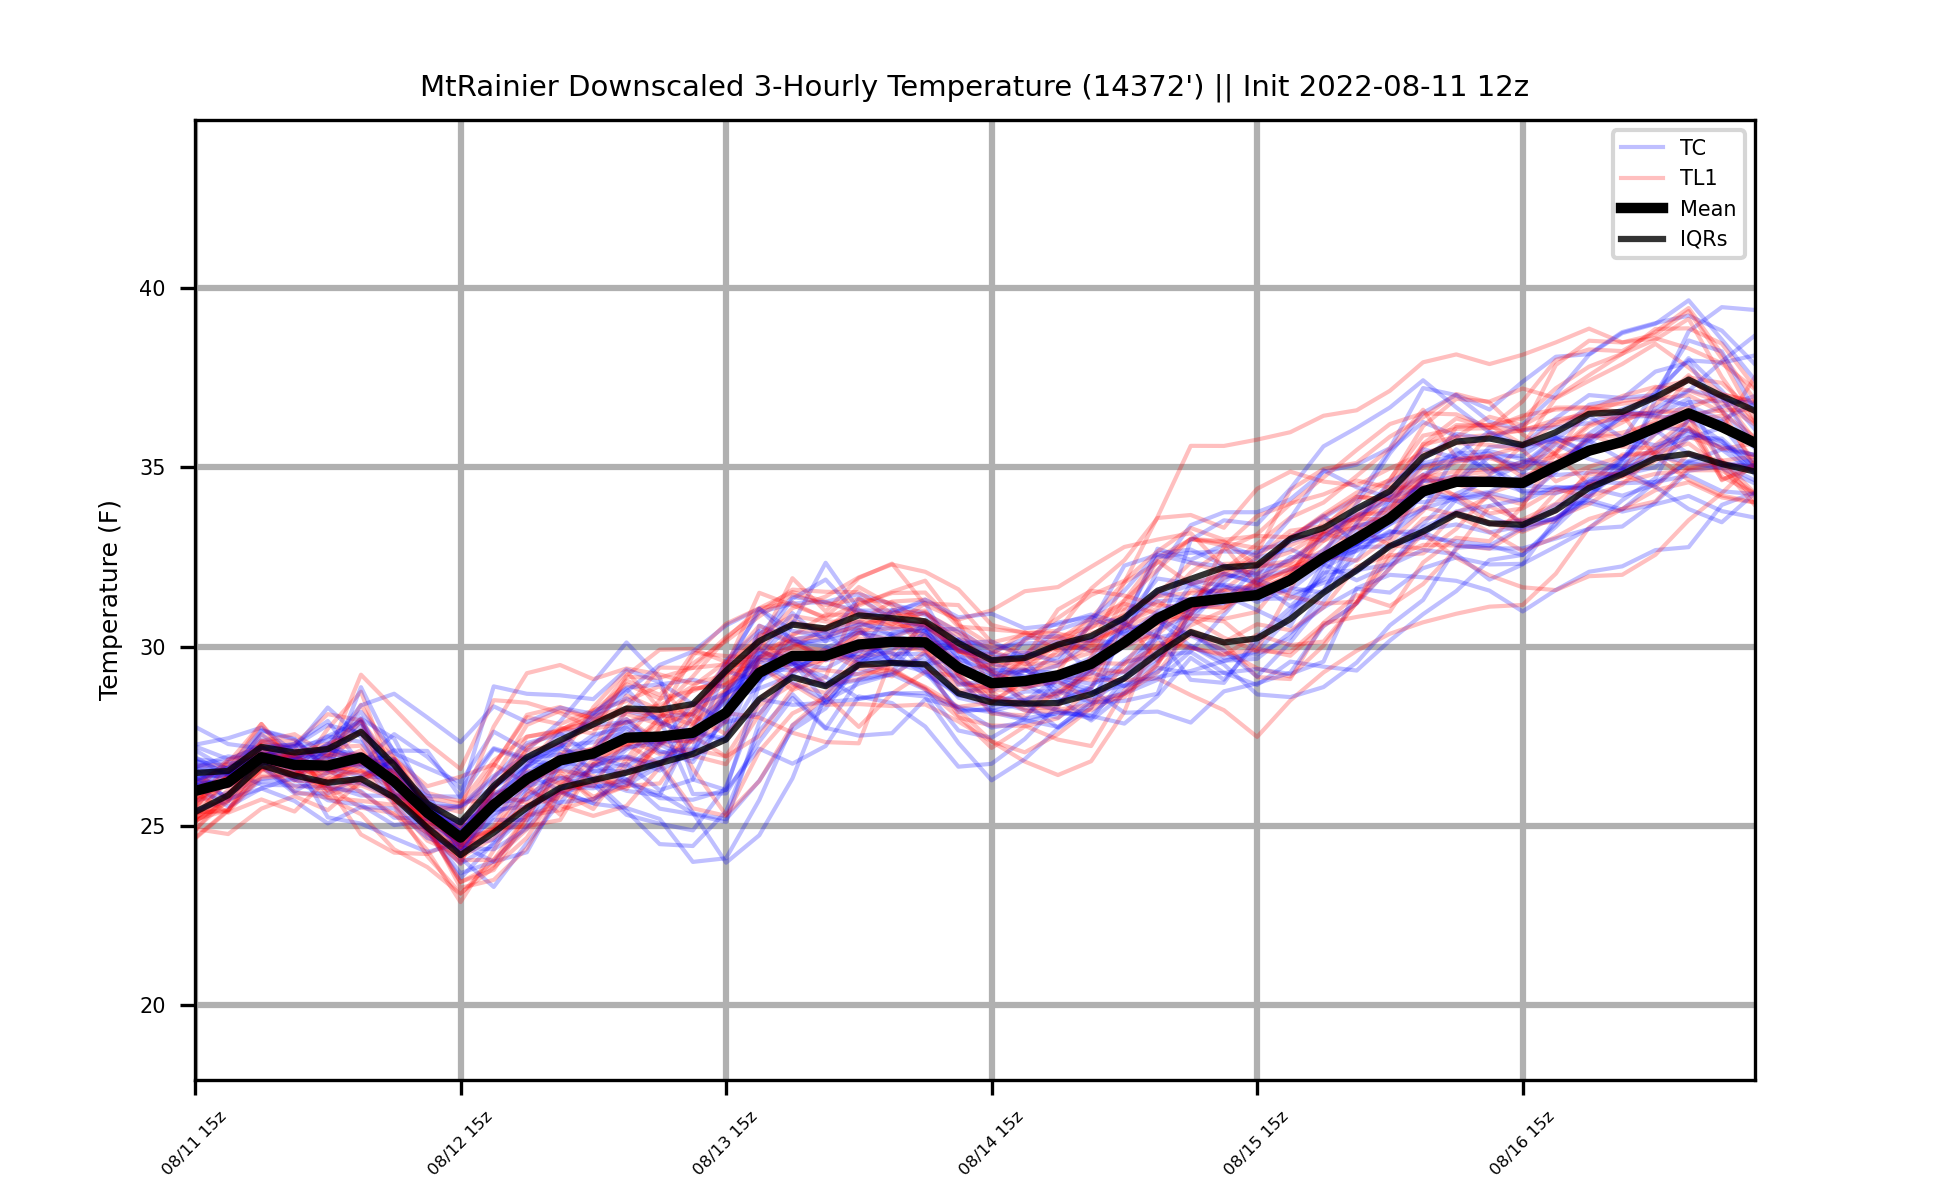 MtRainier Downscaled 3-Hourly Temperature (14372') || Init 2022-08-11 12z
TC
TL1
Mean
IQRs
Temperature (F)
40
35
30
25
20
08/11 15z
08/12 15z
08/13 15z
08/14 15z
08/15 15z
08/16 15z